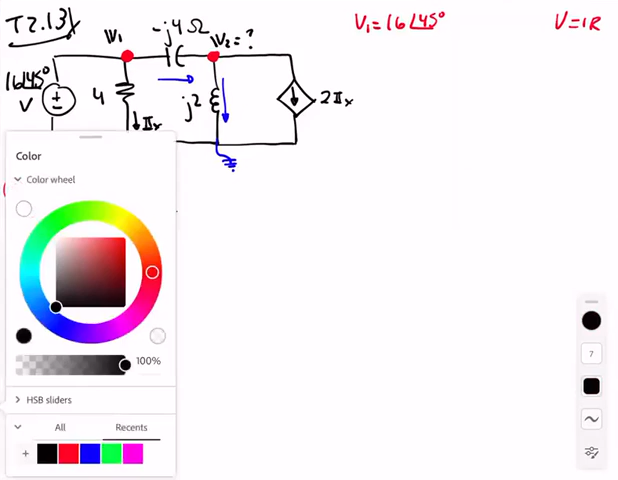 T2.13)
V₁ = 16∠45°
V=IR
V₁
-j4Ω
V₂=?
16∠45°
V
4
j2
2Iₓ
Iₓ
Color
Color wheel
100%
7
HSB sliders
All
Recents